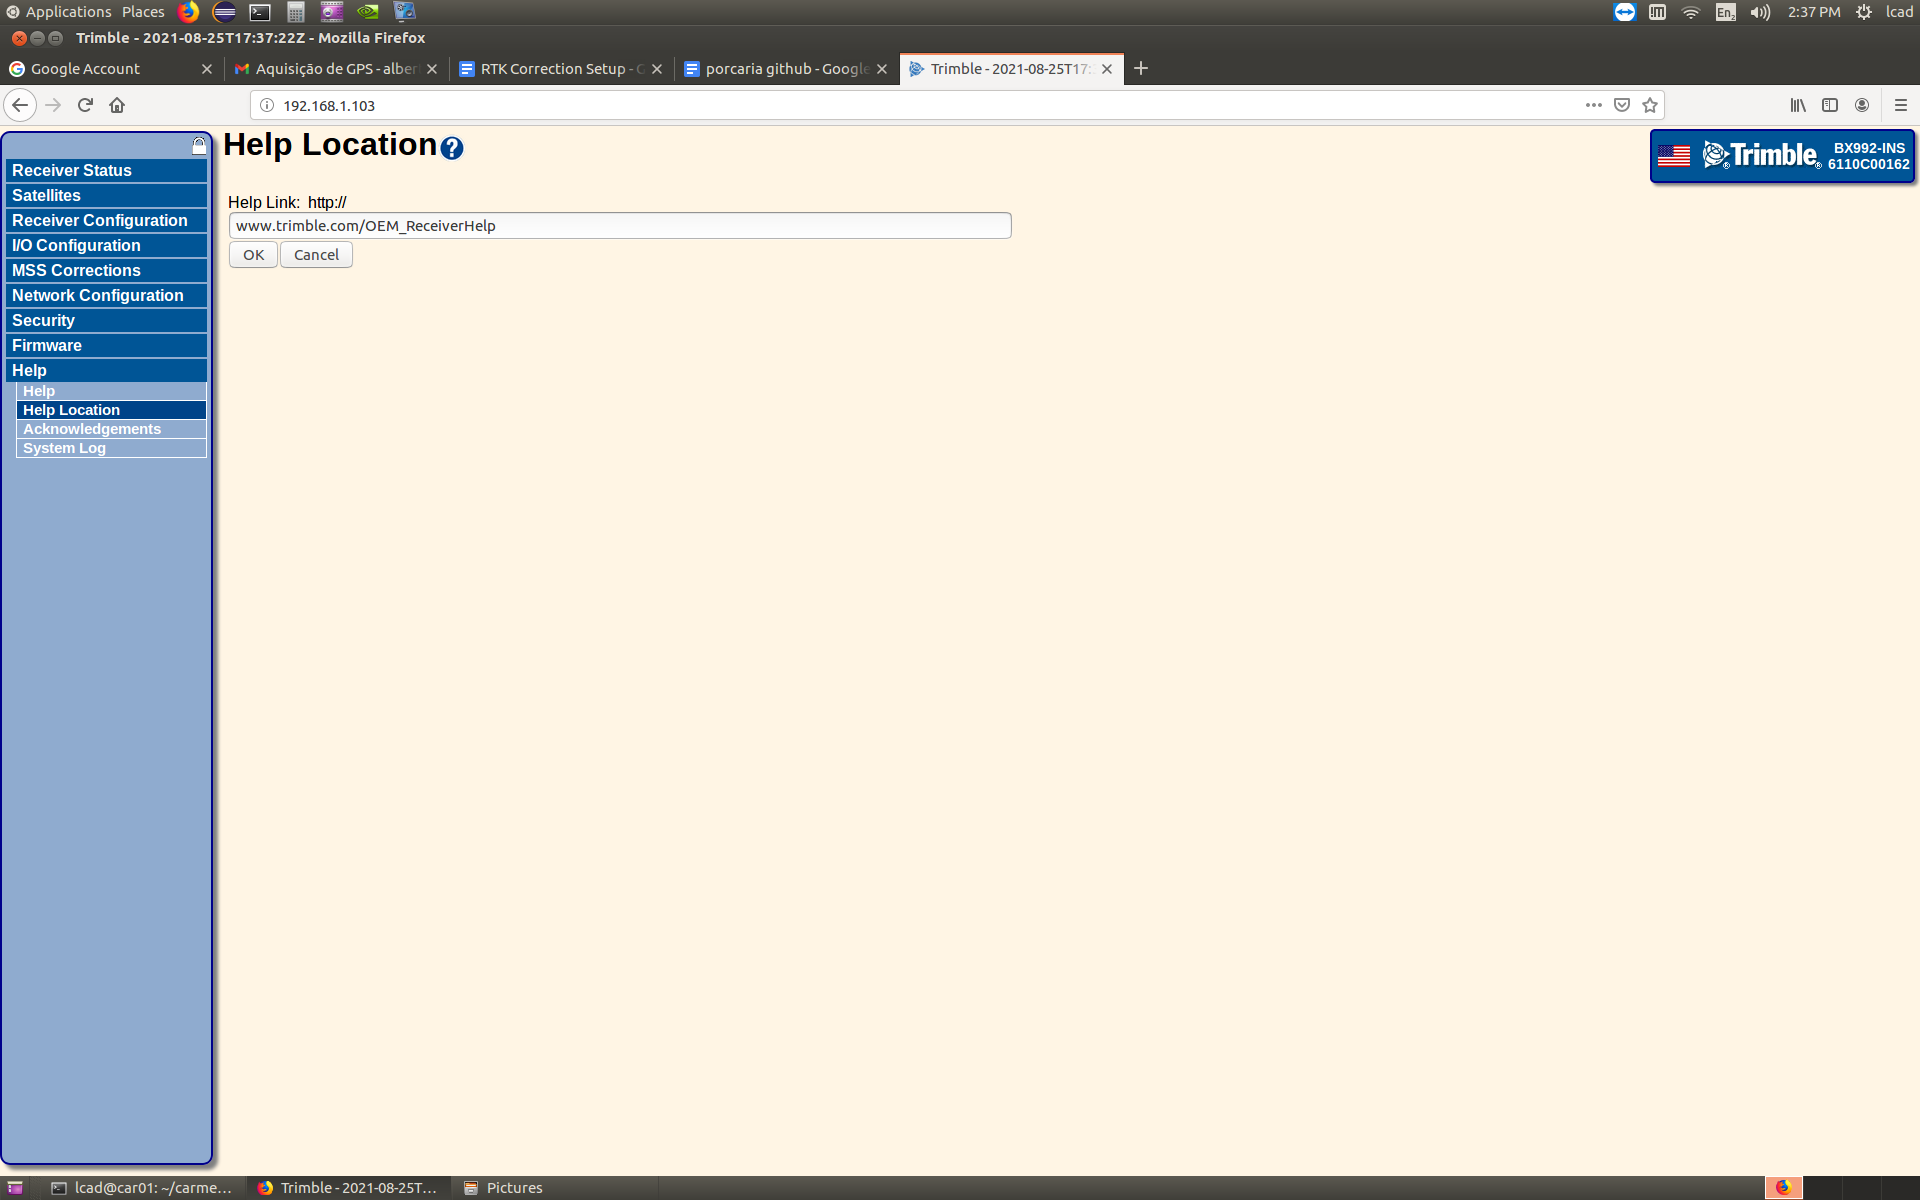 Applications Places
En2
2:37 PM
lcad
Trimble - 2021-08-25T17:37:22Z - Mozilla Firefox
Google Account
Aquisição de GPS - alber
RTK Correction Setup - G
porcaria github - Google
Trimble - 2021-08-25T17:
192.168.1.103
Help Location
?
Trimble
BX992-INS
6110C00162
Receiver Status
Satellites
Receiver Configuration
I/O Configuration
MSS Corrections
Network Configuration
Security
Firmware
Help
Help
Help Location
Acknowledgements
System Log
Help Link: http://
www.trimble.com/OEM_ReceiverHelp
OK
Cancel
lcad@car01: ~/carme...
Trimble - 2021-08-25T...
Pictures